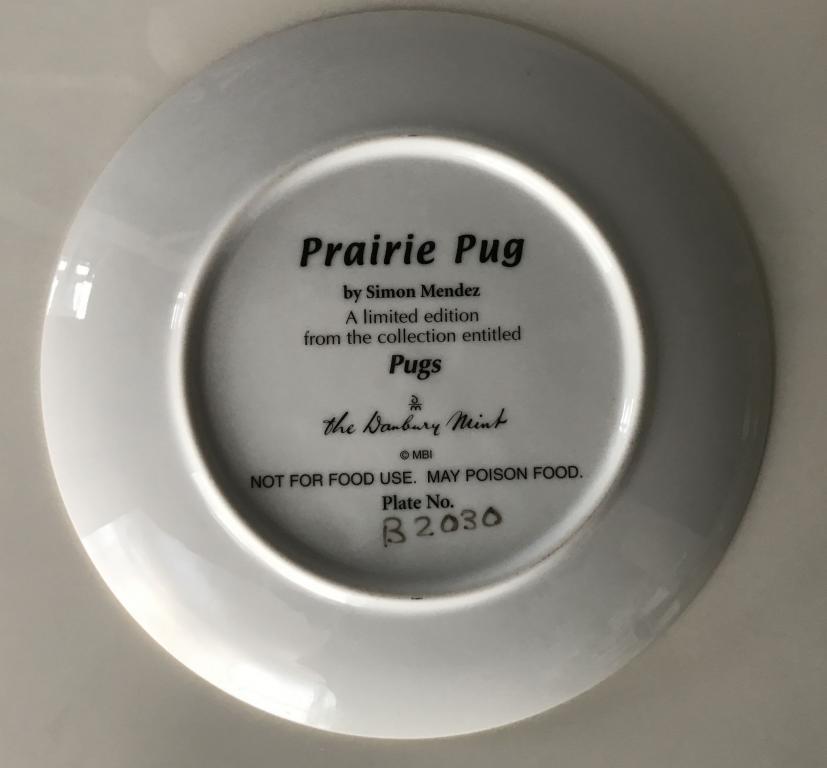 Prairie Pug
by Simon Mendez
A limited edition
from the collection entitled
Pugs
the Danbury Mint
© MBI
NOT FOR FOOD USE. MAY POISON FOOD.
Plate No.
B2030